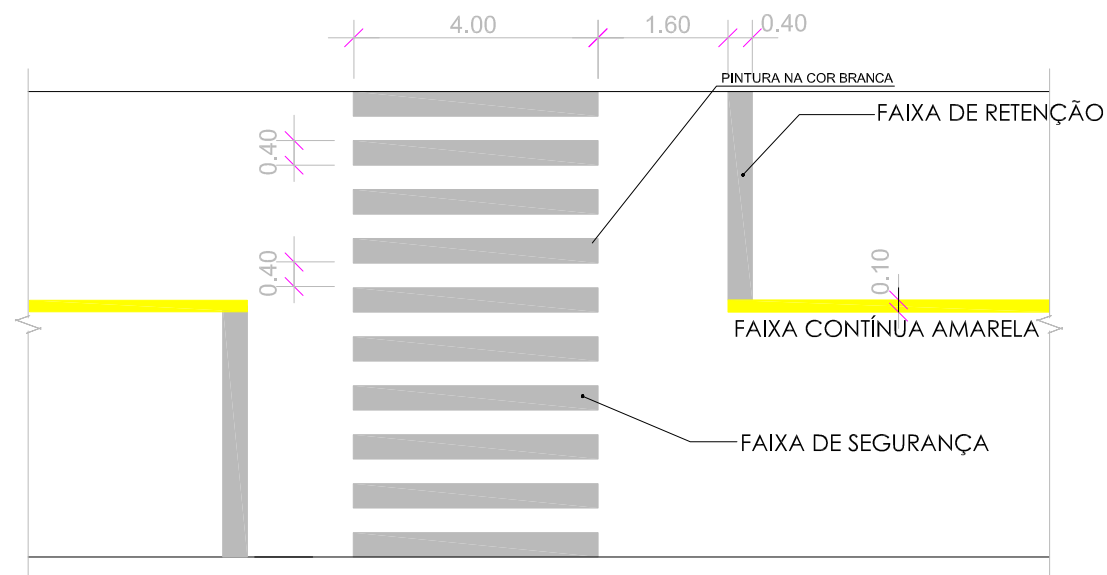 4.00
1.60
0.40
PINTURA NA COR BRANCA
FAIXA DE RETENÇÃO
0.40
0.40
0.10
FAIXA CONTÍNUA AMARELA
FAIXA DE SEGURANÇA